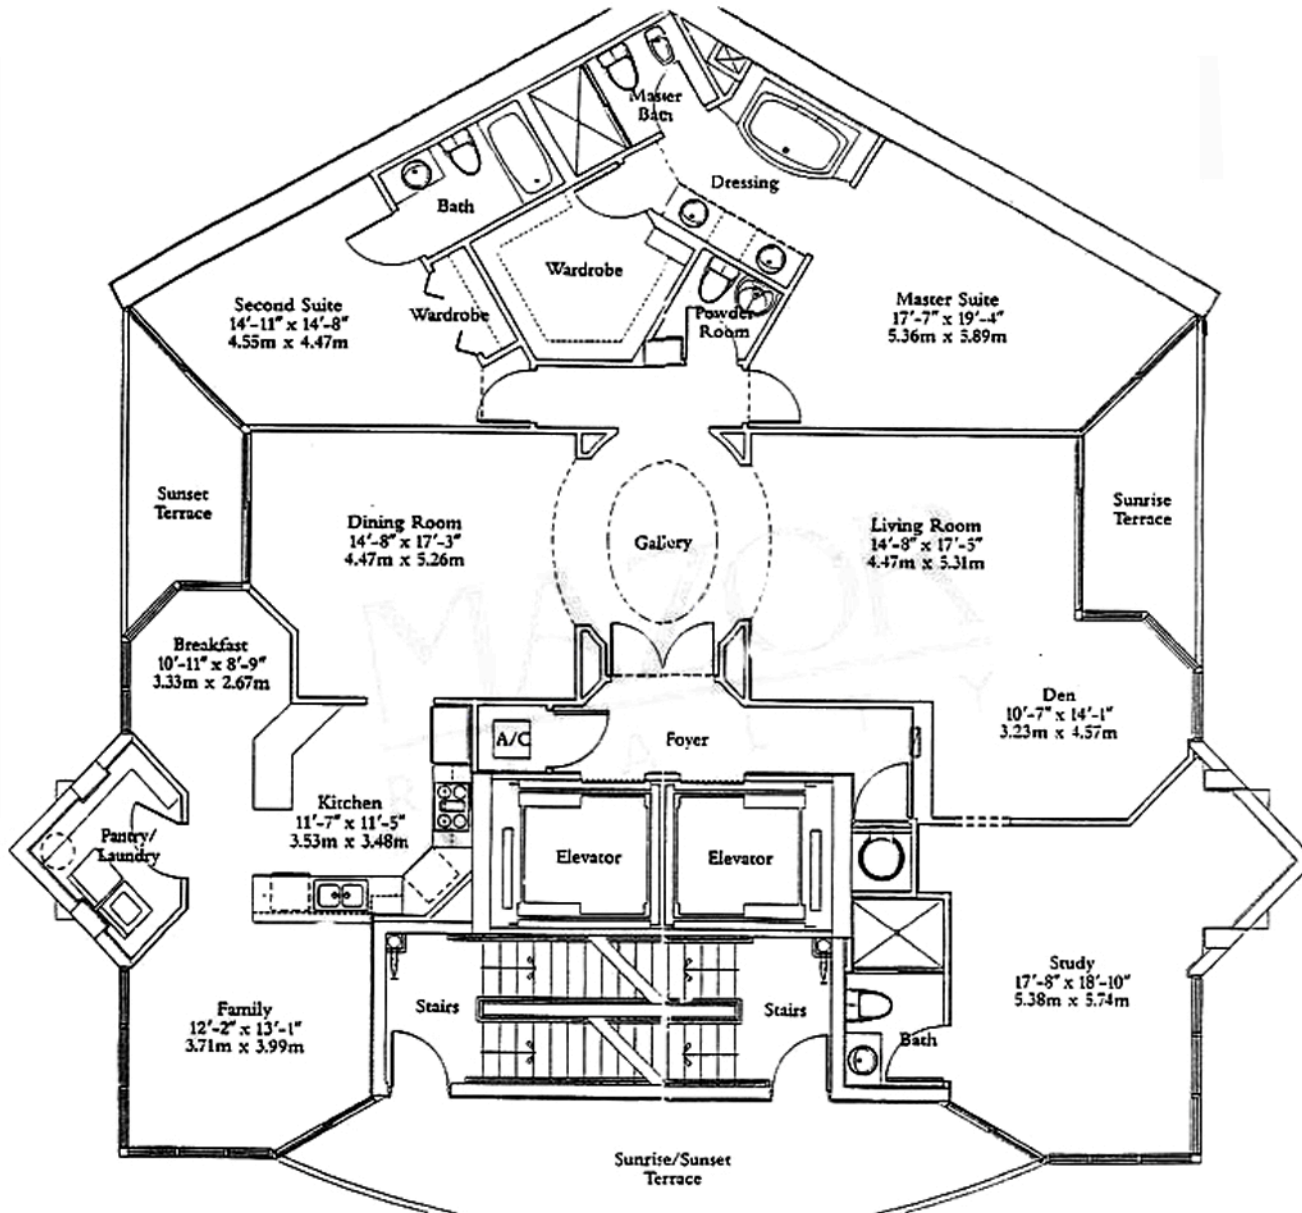 Master
Bath
Dressing
Bath
Wardrobe
Second Suite
14'-11" x 14'-8"
4.55m x 4.47m
Wardrobe
Powder
Room
Master Suite
17'-7" x 19'-4"
5.36m x 5.89m
Sunset
Terrace
Dining Room
14'-8" x 17'-3"
4.47m x 5.26m
Gallery
Living Room
14'-8" x 17'-5"
4.47m x 5.31m
Sunrise
Terrace
MAZOR
REALTY
Breakfast
10'-11" x 8'-9"
3.33m x 2.67m
Den
10'-7" x 14'-1"
3.23m x 4.57m
A/C
Foyer
Kitchen
11'-7" x 11'-5"
3.53m x 3.48m
Pantry/
Laundry
Elevator
Elevator
Study
17'-8" x 18'-10"
5.38m x 5.74m
Stairs
Stairs
Family
12'-2" x 13'-1"
3.71m x 3.99m
Bath
Sunrise/Sunset
Terrace